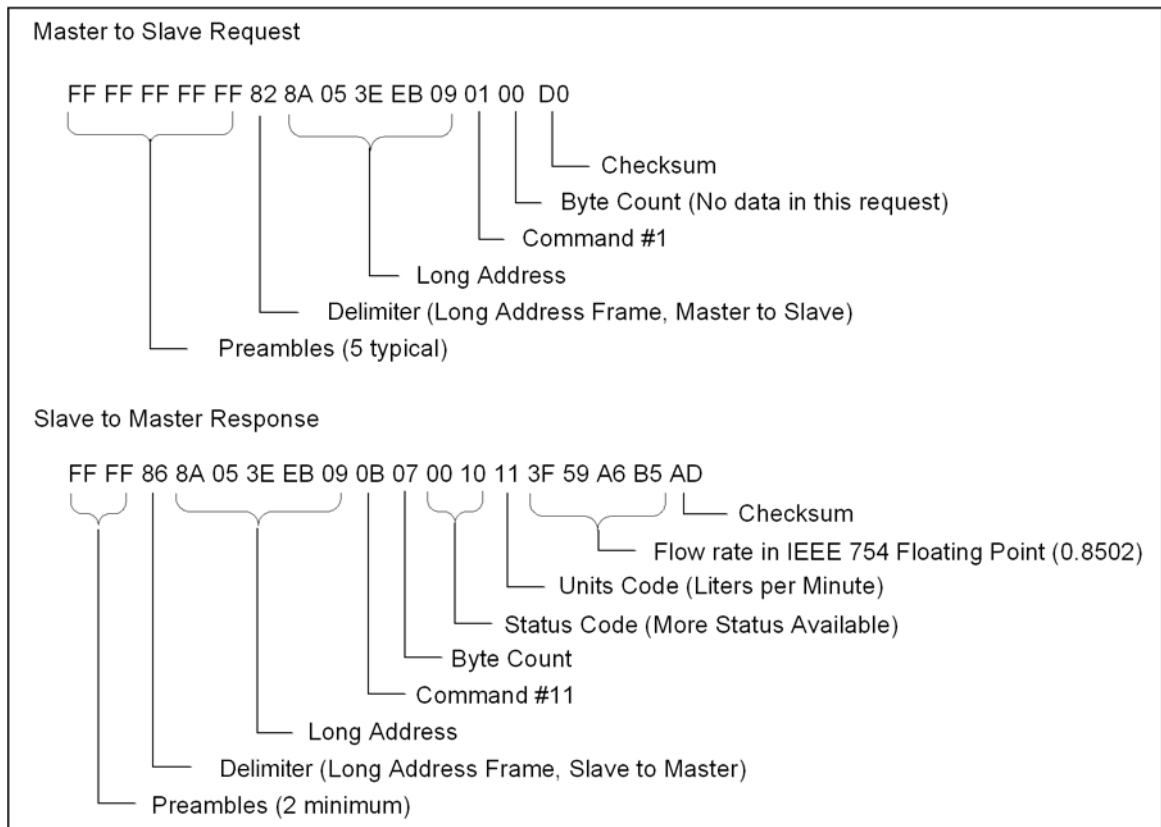 Master to Slave Request
FF FF FF FF FF 82 8A 05 3E EB 09 01 00 D0
Checksum
Byte Count (No data in this request)
Command #1
Long Address
Delimiter (Long Address Frame, Master to Slave)
Preambles (5 typical)
Slave to Master Response
FF FF 86 8A 05 3E EB 09 0B 07 00 10 11 3F 59 A6 B5 AD
Checksum
Flow rate in IEEE 754 Floating Point (0.8502)
Units Code (Liters per Minute)
Status Code (More Status Available)
Byte Count
Command #11
Long Address
Delimiter (Long Address Frame, Slave to Master)
Preambles (2 minimum)